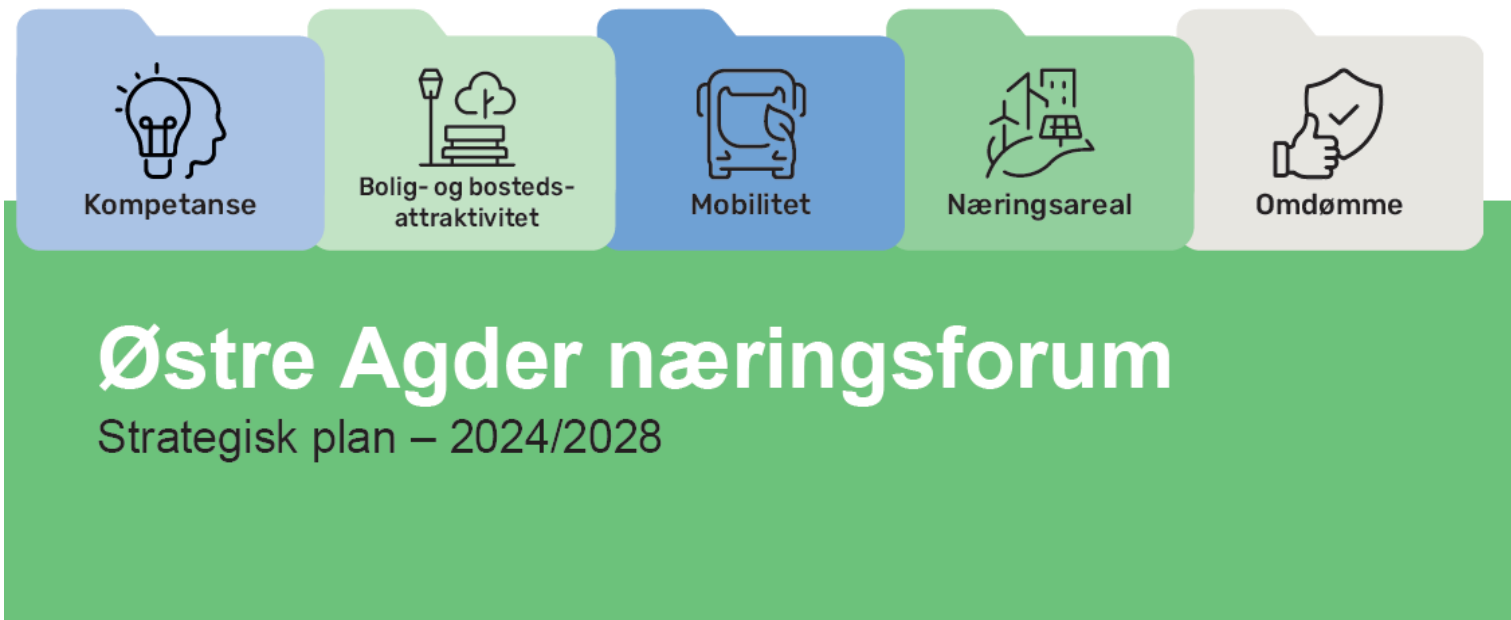 Kompetanse
Bolig- og bosteds-
attraktivitet
Mobilitet
Næringsareal
Omdømme
Østre Agder næringsforum
Strategisk plan – 2024/2028